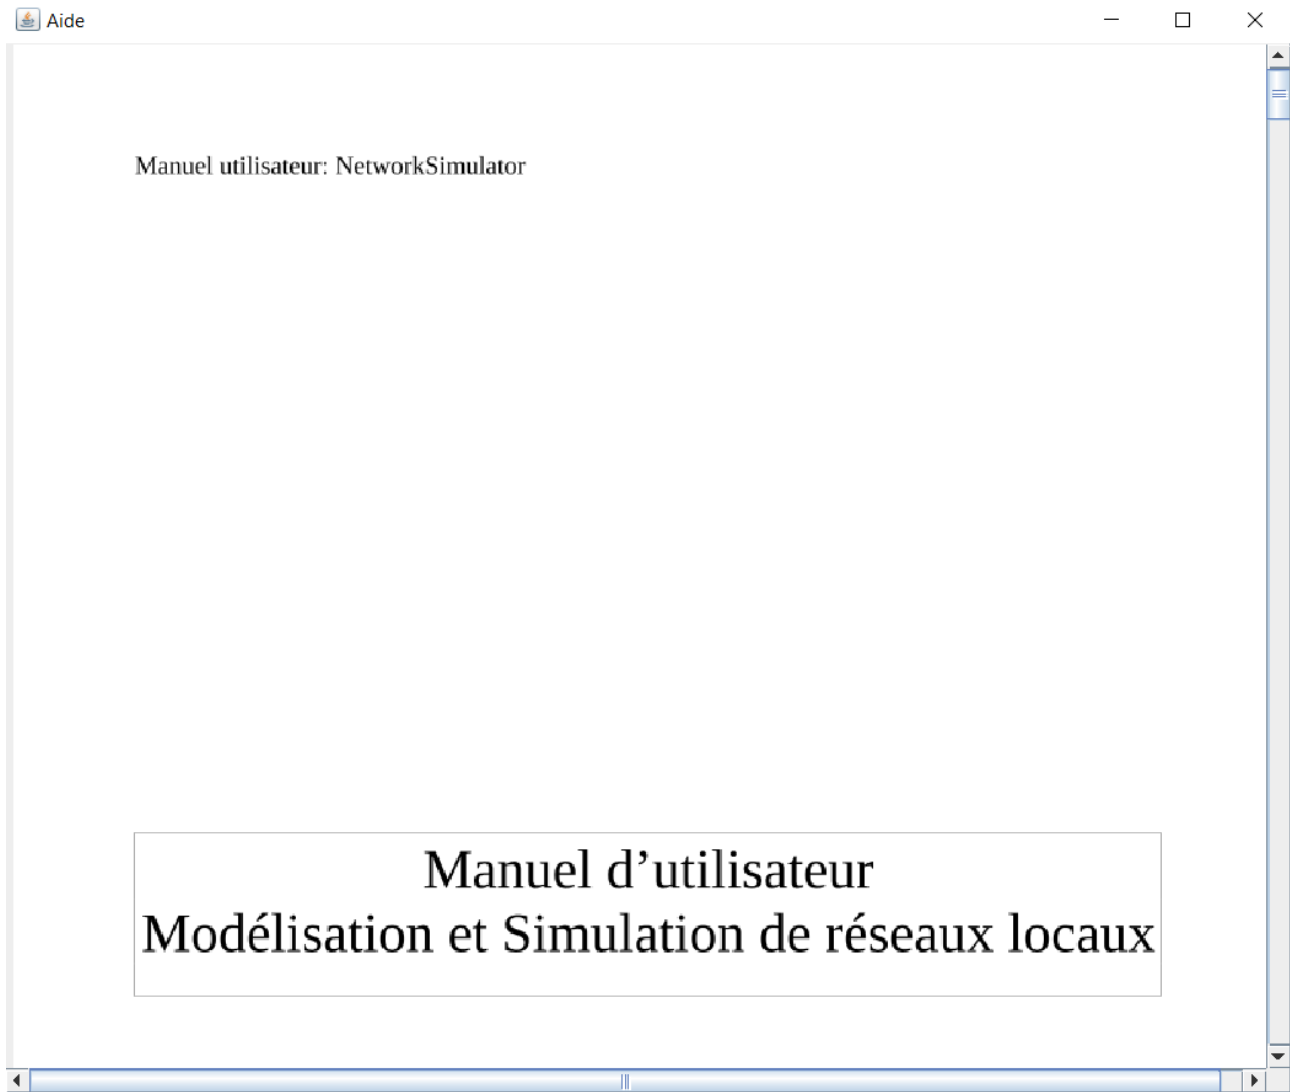 Aide
Manuel utilisateur: NetworkSimulator
Manuel d’utilisateur
Modélisation et Simulation de réseaux locaux